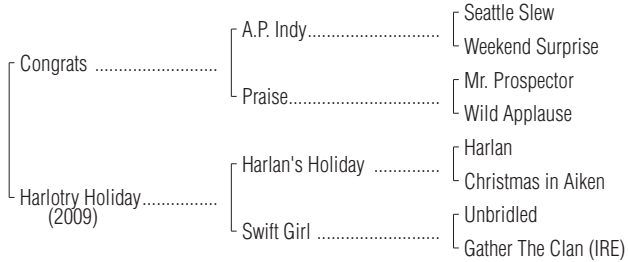 Seattle Slew
A.P. Indy..............................
Weekend Surprise
Congrats ...........................
Mr. Prospector
Praise..................................
Wild Applause
Harlan
Harlan's Holiday ..............
Christmas in Aiken
Harlotry Holiday.................
(2009)
Unbridled
Swift Girl ...........................
Gather The Clan (IRE)